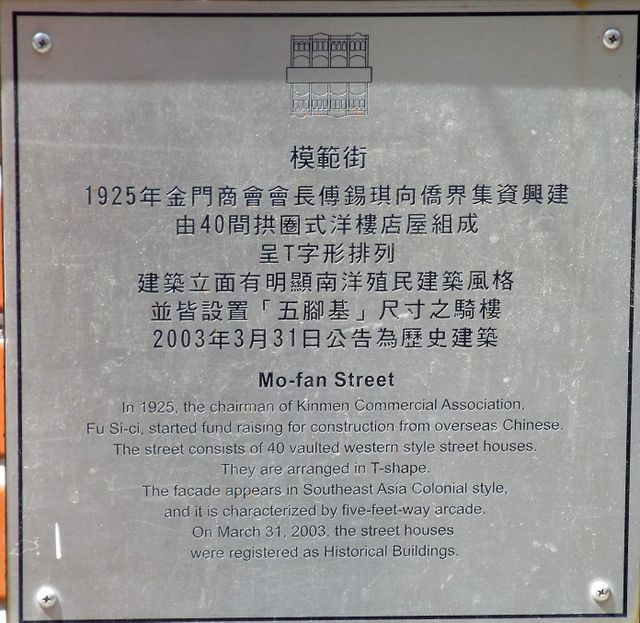 模範街
1925年金門商會會長傅錫琪向僑界集資興建
由40間拱圈式洋樓店屋組成
呈T字形排列
建築立面有明顯南洋殖民建築風格
並皆設置「五腳基」尺寸之騎樓
2003年3月31日公告為歷史建築
Mo-fan Street
In 1925, the chairman of Kinmen Commercial Association,
Fu Si-ci, started fund raising for construction from overseas Chinese.
The street consists of 40 vaulted western style street houses.
They are arranged in T-shape.
The facade appears in Southeast Asia Colonial style,
and it is characterized by five-feet-way arcade.
On March 31, 2003, the street houses
were registered as Historical Buildings.